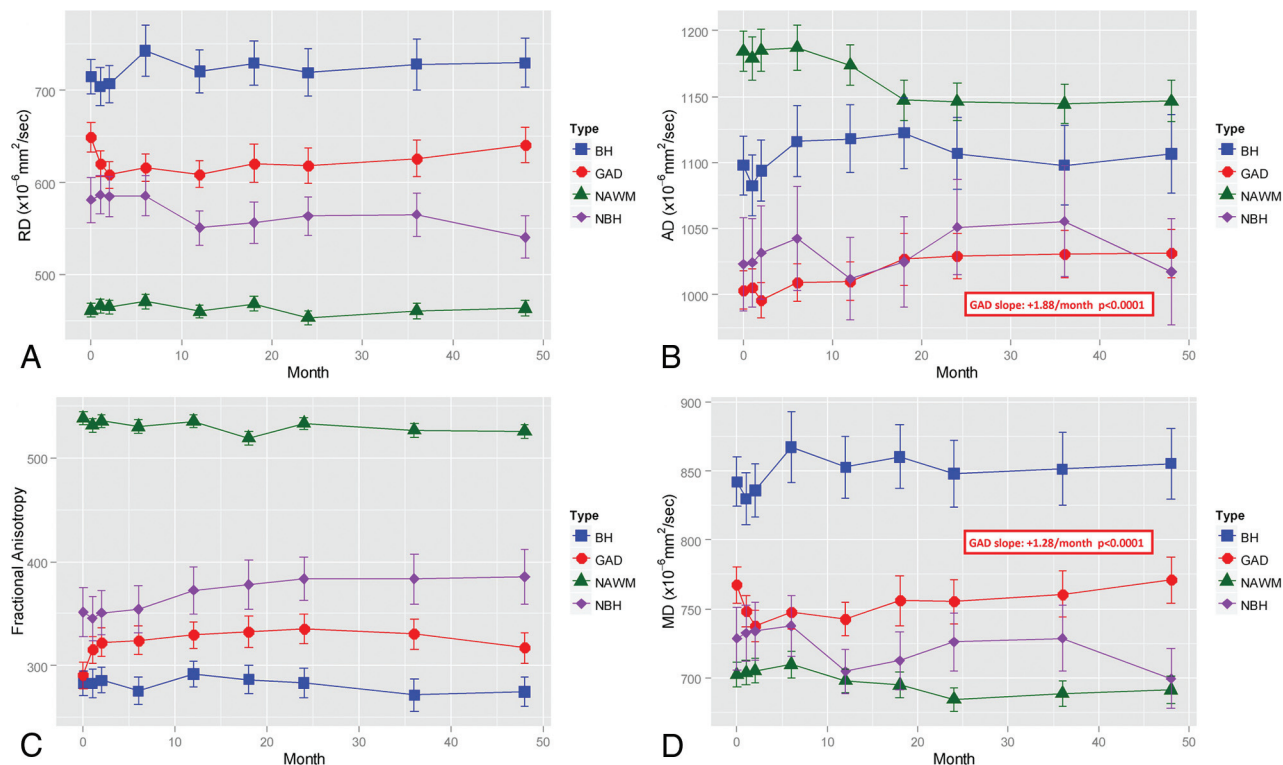 A
RD (x10⁻⁶mm²/sec)
700
600
500
0 10 20 30 40 50
Month
Type
BH
GAD
NAWM
NBH
B
AD (x10⁻⁶mm²/sec)
1200
1150
1100
1050
1000
0 10 20 30 40 50
Month
GAD slope: +1.88/month p<0.0001
Type
BH
GAD
NAWM
NBH
C
Fractional Anisotropy
500
400
300
0 10 20 30 40 50
Month
Type
BH
GAD
NAWM
NBH
D
MD (x10⁻⁶mm²/sec)
900
850
800
750
700
0 10 20 30 40 50
Month
GAD slope: +1.28/month p<0.0001
Type
BH
GAD
NAWM
NBH